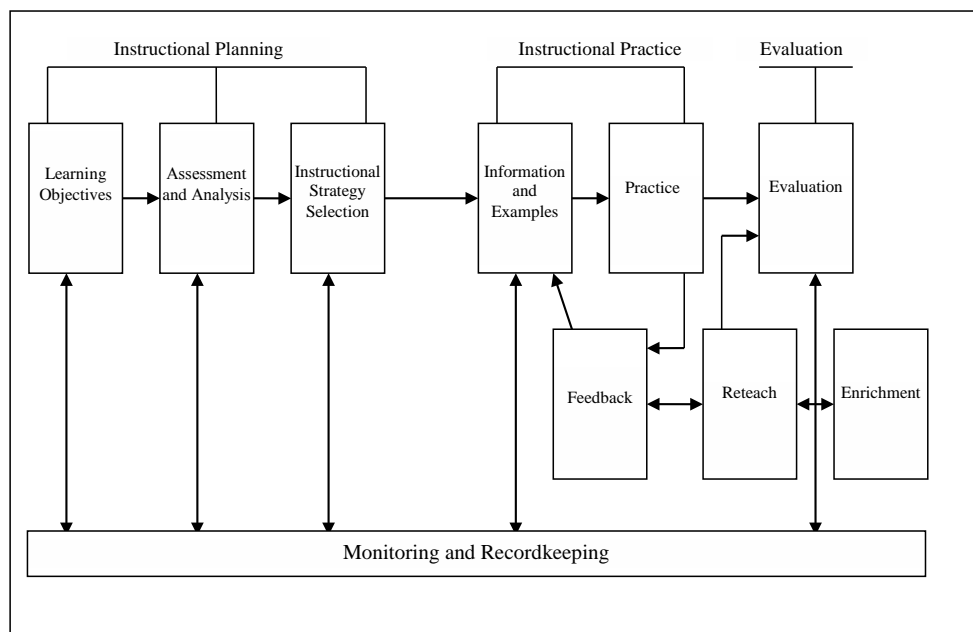 Instructional Planning
Instructional Practice
Evaluation
Learning
Objectives
Assessment
and Analysis
Instructional
Strategy
Selection
Information
and
Examples
Practice
Evaluation
Feedback
Reteach
Enrichment
Monitoring and Recordkeeping